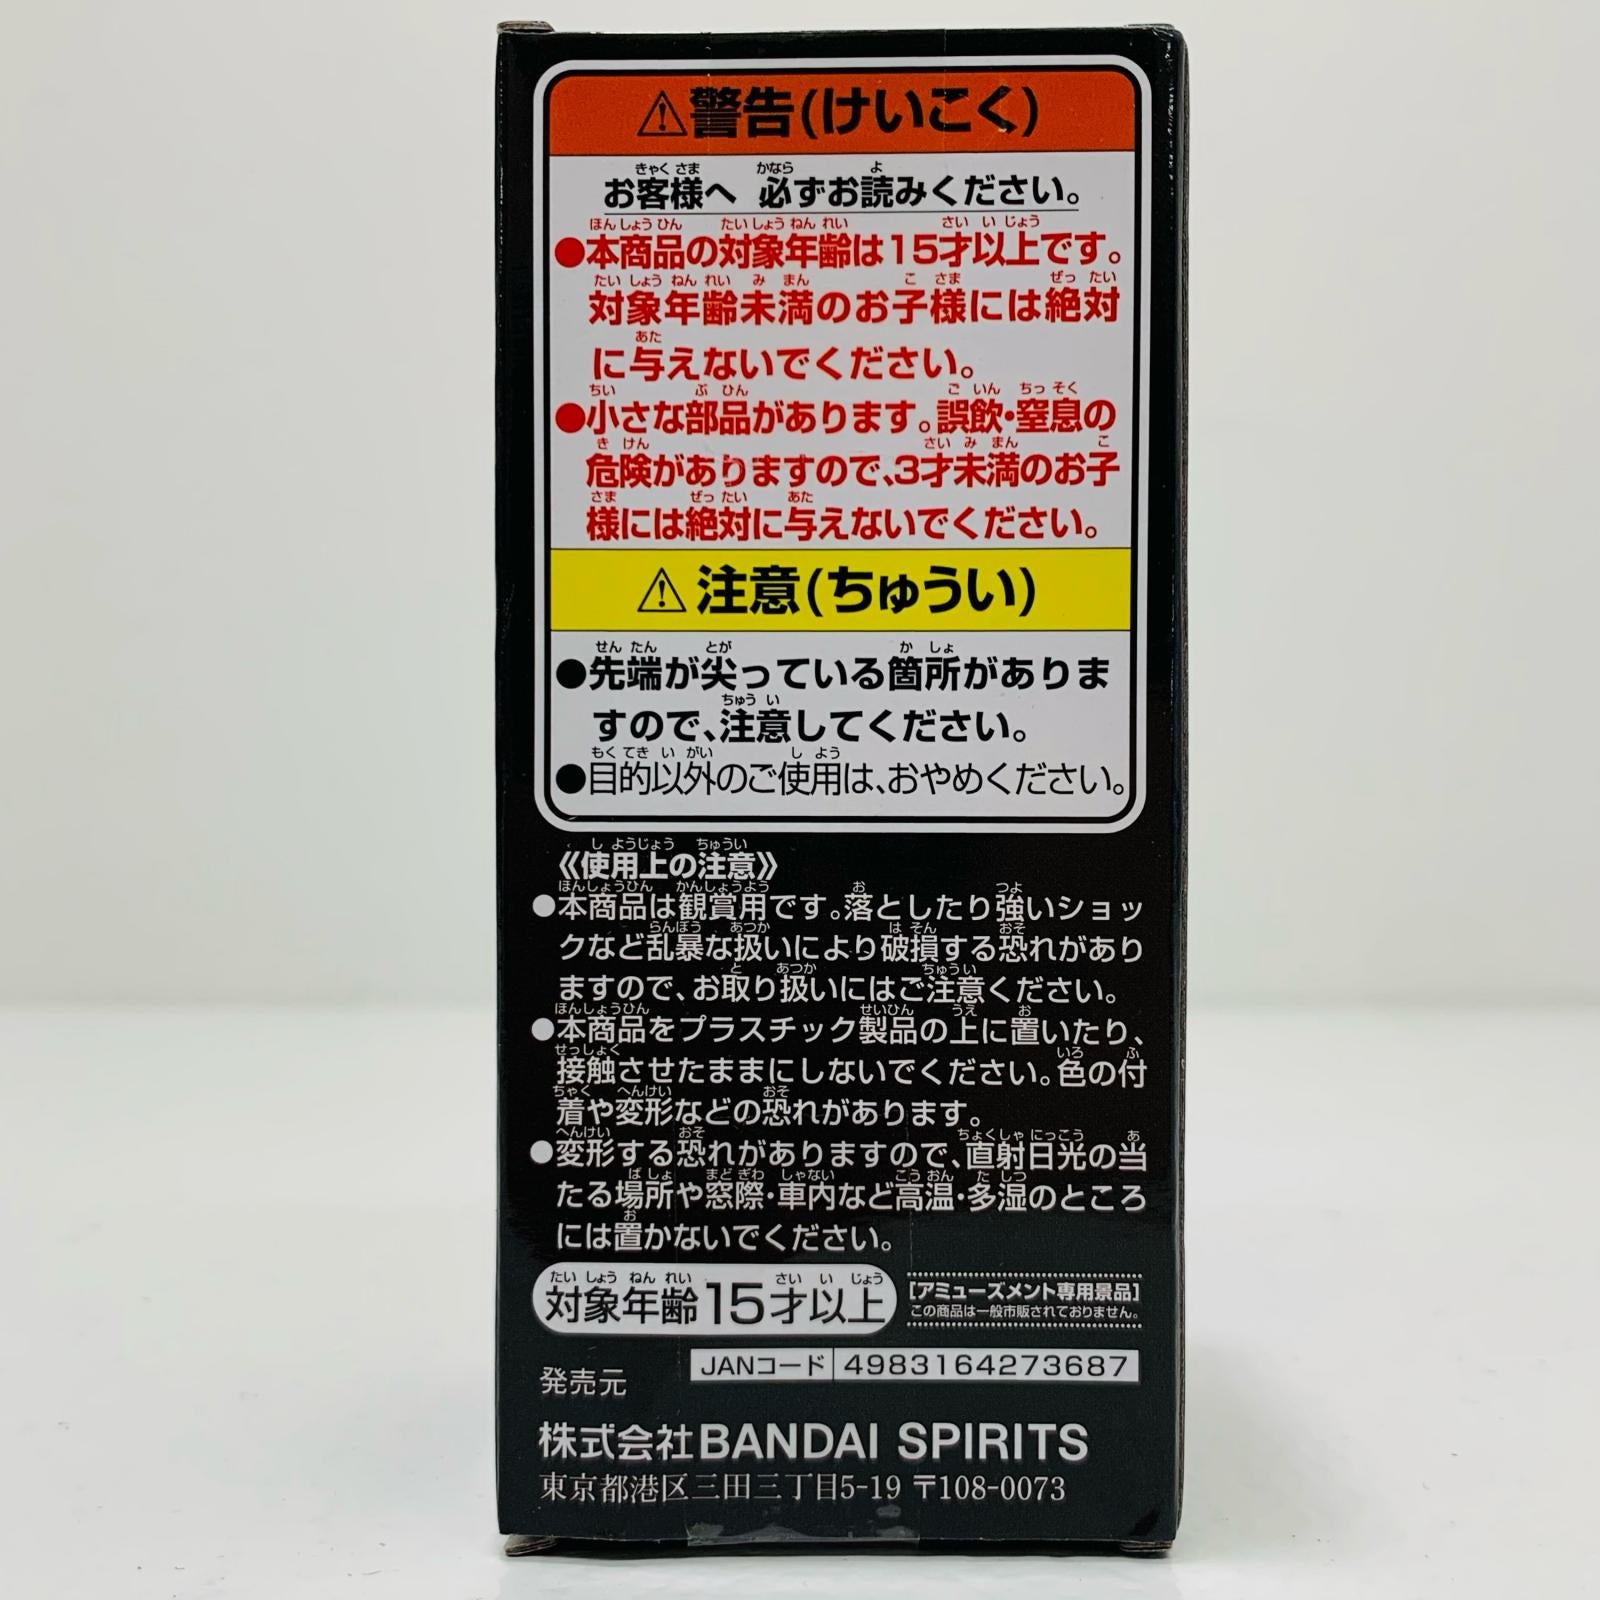 ⚠警告(けいこく)
お客様へ 必ずお読みください。
●本商品の対象年齢は15才以上です。
対象年齢未満のお子様には絶対
に与えないでください。
●小さな部品があります。誤飲・窒息の
危険がありますので、3才未満のお子
様には絶対に与えないでください。
⚠注意(ちゅうい)
●先端が尖っている箇所がありま
すので、注意してください。
●目的以外のご使用は、おやめください。
《使用上の注意》
●本商品は観賞用です。落としたり強いショッ
クなど乱暴な扱いにより破損する恐れがあり
ますので、お取り扱いにはご注意ください。
●本商品をプラスチック製品の上に置いたり、
接触させたままにしないでください。色の付
着や変形などの恐れがあります。
●変形する恐れがありますので、直射日光の当
たる場所や窓際・車内など高温・多湿のところ
には置かないでください。
対象年齢15才以上
[アミューズメント専用景品]
この商品は一般市販されておりません。
JANコード 4983164273687
発売元
株式会社BANDAI SPIRITS
東京都港区三田三丁目5-19 〒108-0073